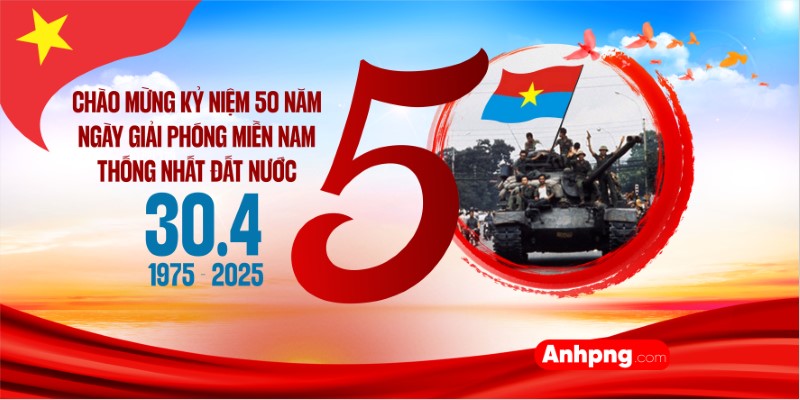 CHÀO MỪNG KỶ NIỆM 50 NĂM
NGÀY GIẢI PHÓNG MIỀN NAM
THỐNG NHẤT ĐẤT NƯỚC
30.4
1975 - 2025
50
Anhpng.com